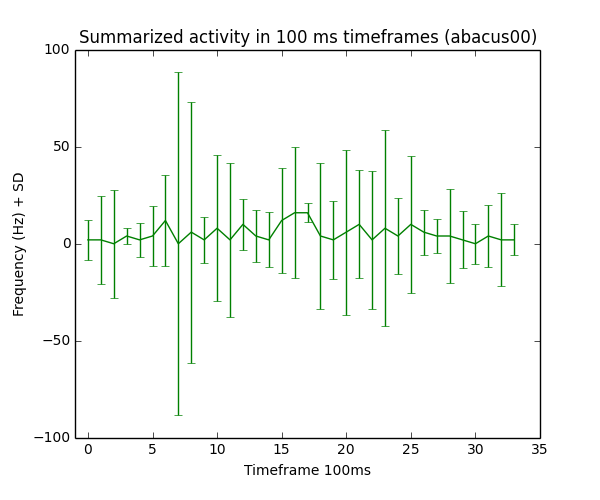 Summarized activity in 100 ms timeframes (abacus00)
100
50
0
−50
−100
Frequency (Hz) + SD
0 5 10 15 20 25 30 35
Timeframe 100ms